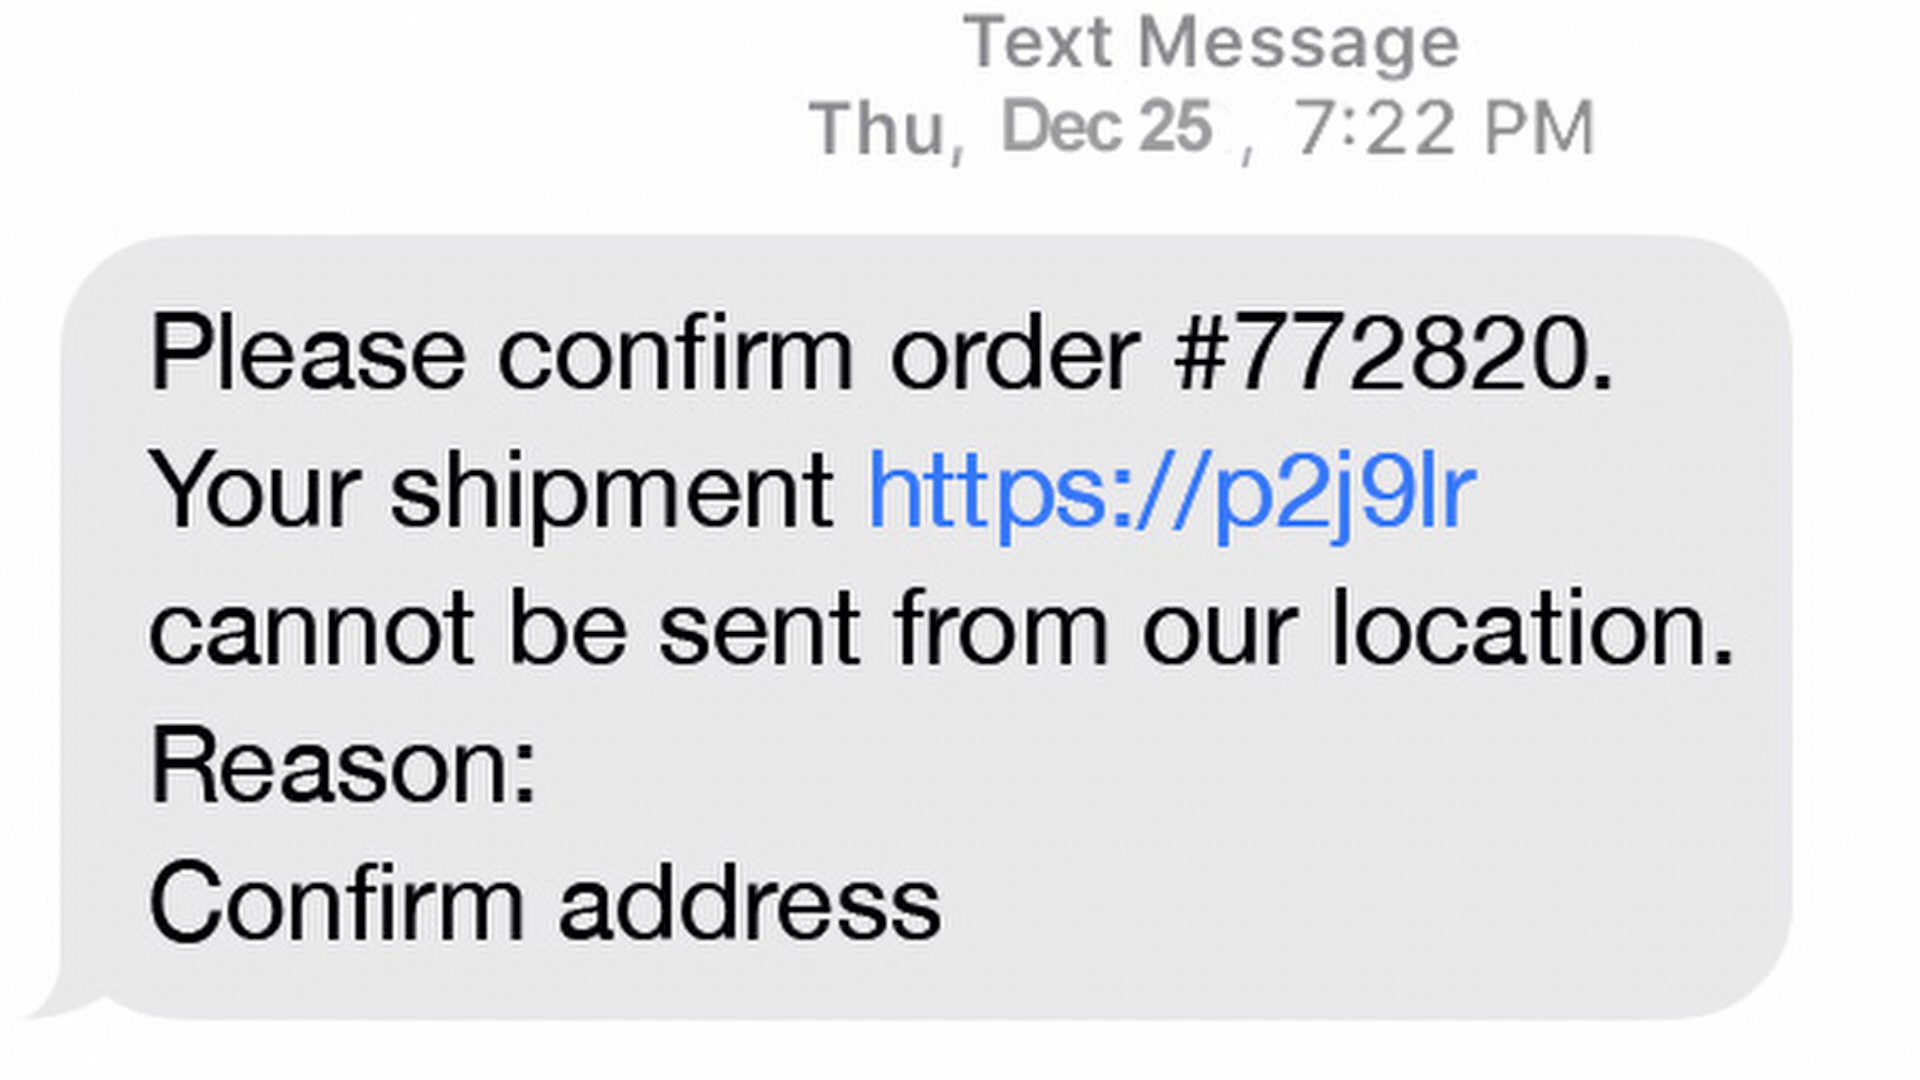 Text Message
Thu, Dec 25 , 7:22 PM
Please confirm order #772820.
Your shipment https://p2j9lr
cannot be sent from our location.
Reason:
Confirm address